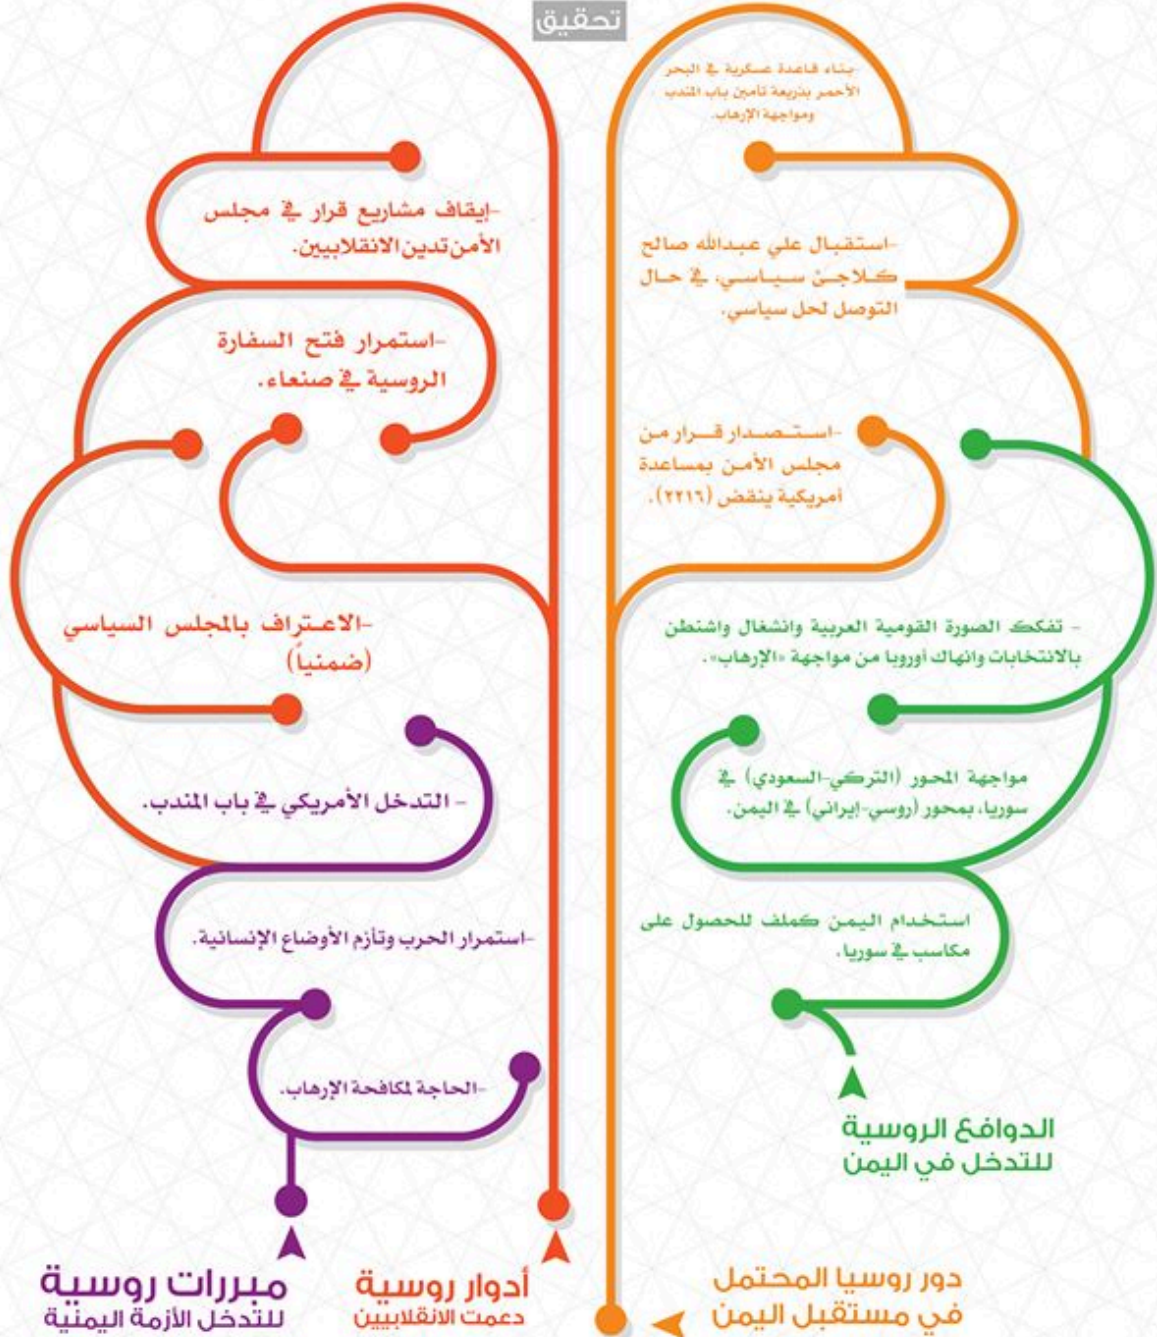 تحقيق
-بناء قاعدة عسكرية في البحر
الأحمر بذريعة تأمين باب المندب
ومواجهة الإرهاب.
-استقبال علي عبدالله صالح
كلاجئ سياسي، في حال
التوصل لحل سياسي.
-استصدار قرار من
مجلس الأمن بمساعدة
أمريكية ينقض (٢٢١٦).
- تفكك الصورة القومية العربية وانشغال واشنطن
بالانتخابات وانهاك أوروبا من مواجهة «الإرهاب».
مواجهة المحور (التركي-السعودي) في
سوريا، بمحور (روسي-إيراني) في اليمن.
استخدام اليمن كملف للحصول على
مكاسب في سوريا.
الدوافع الروسية
للتدخل في اليمن
دور روسيا المحتمل
في مستقبل اليمن
-إيقاف مشاريع قرار في مجلس
الأمن تدين الانقلابيين.
-استمرار فتح السفارة
الروسية في صنعاء.
-الاعتراف بالمجلس السياسي
(ضمنياً)
- التدخل الأمريكي في باب المندب.
-استمرار الحرب وتأزم الأوضاع الإنسانية.
-الحاجة لمكافحة الإرهاب.
أدوار روسية
دعمت الانقلابيين
مبررات روسية
للتدخل الأزمة اليمنية